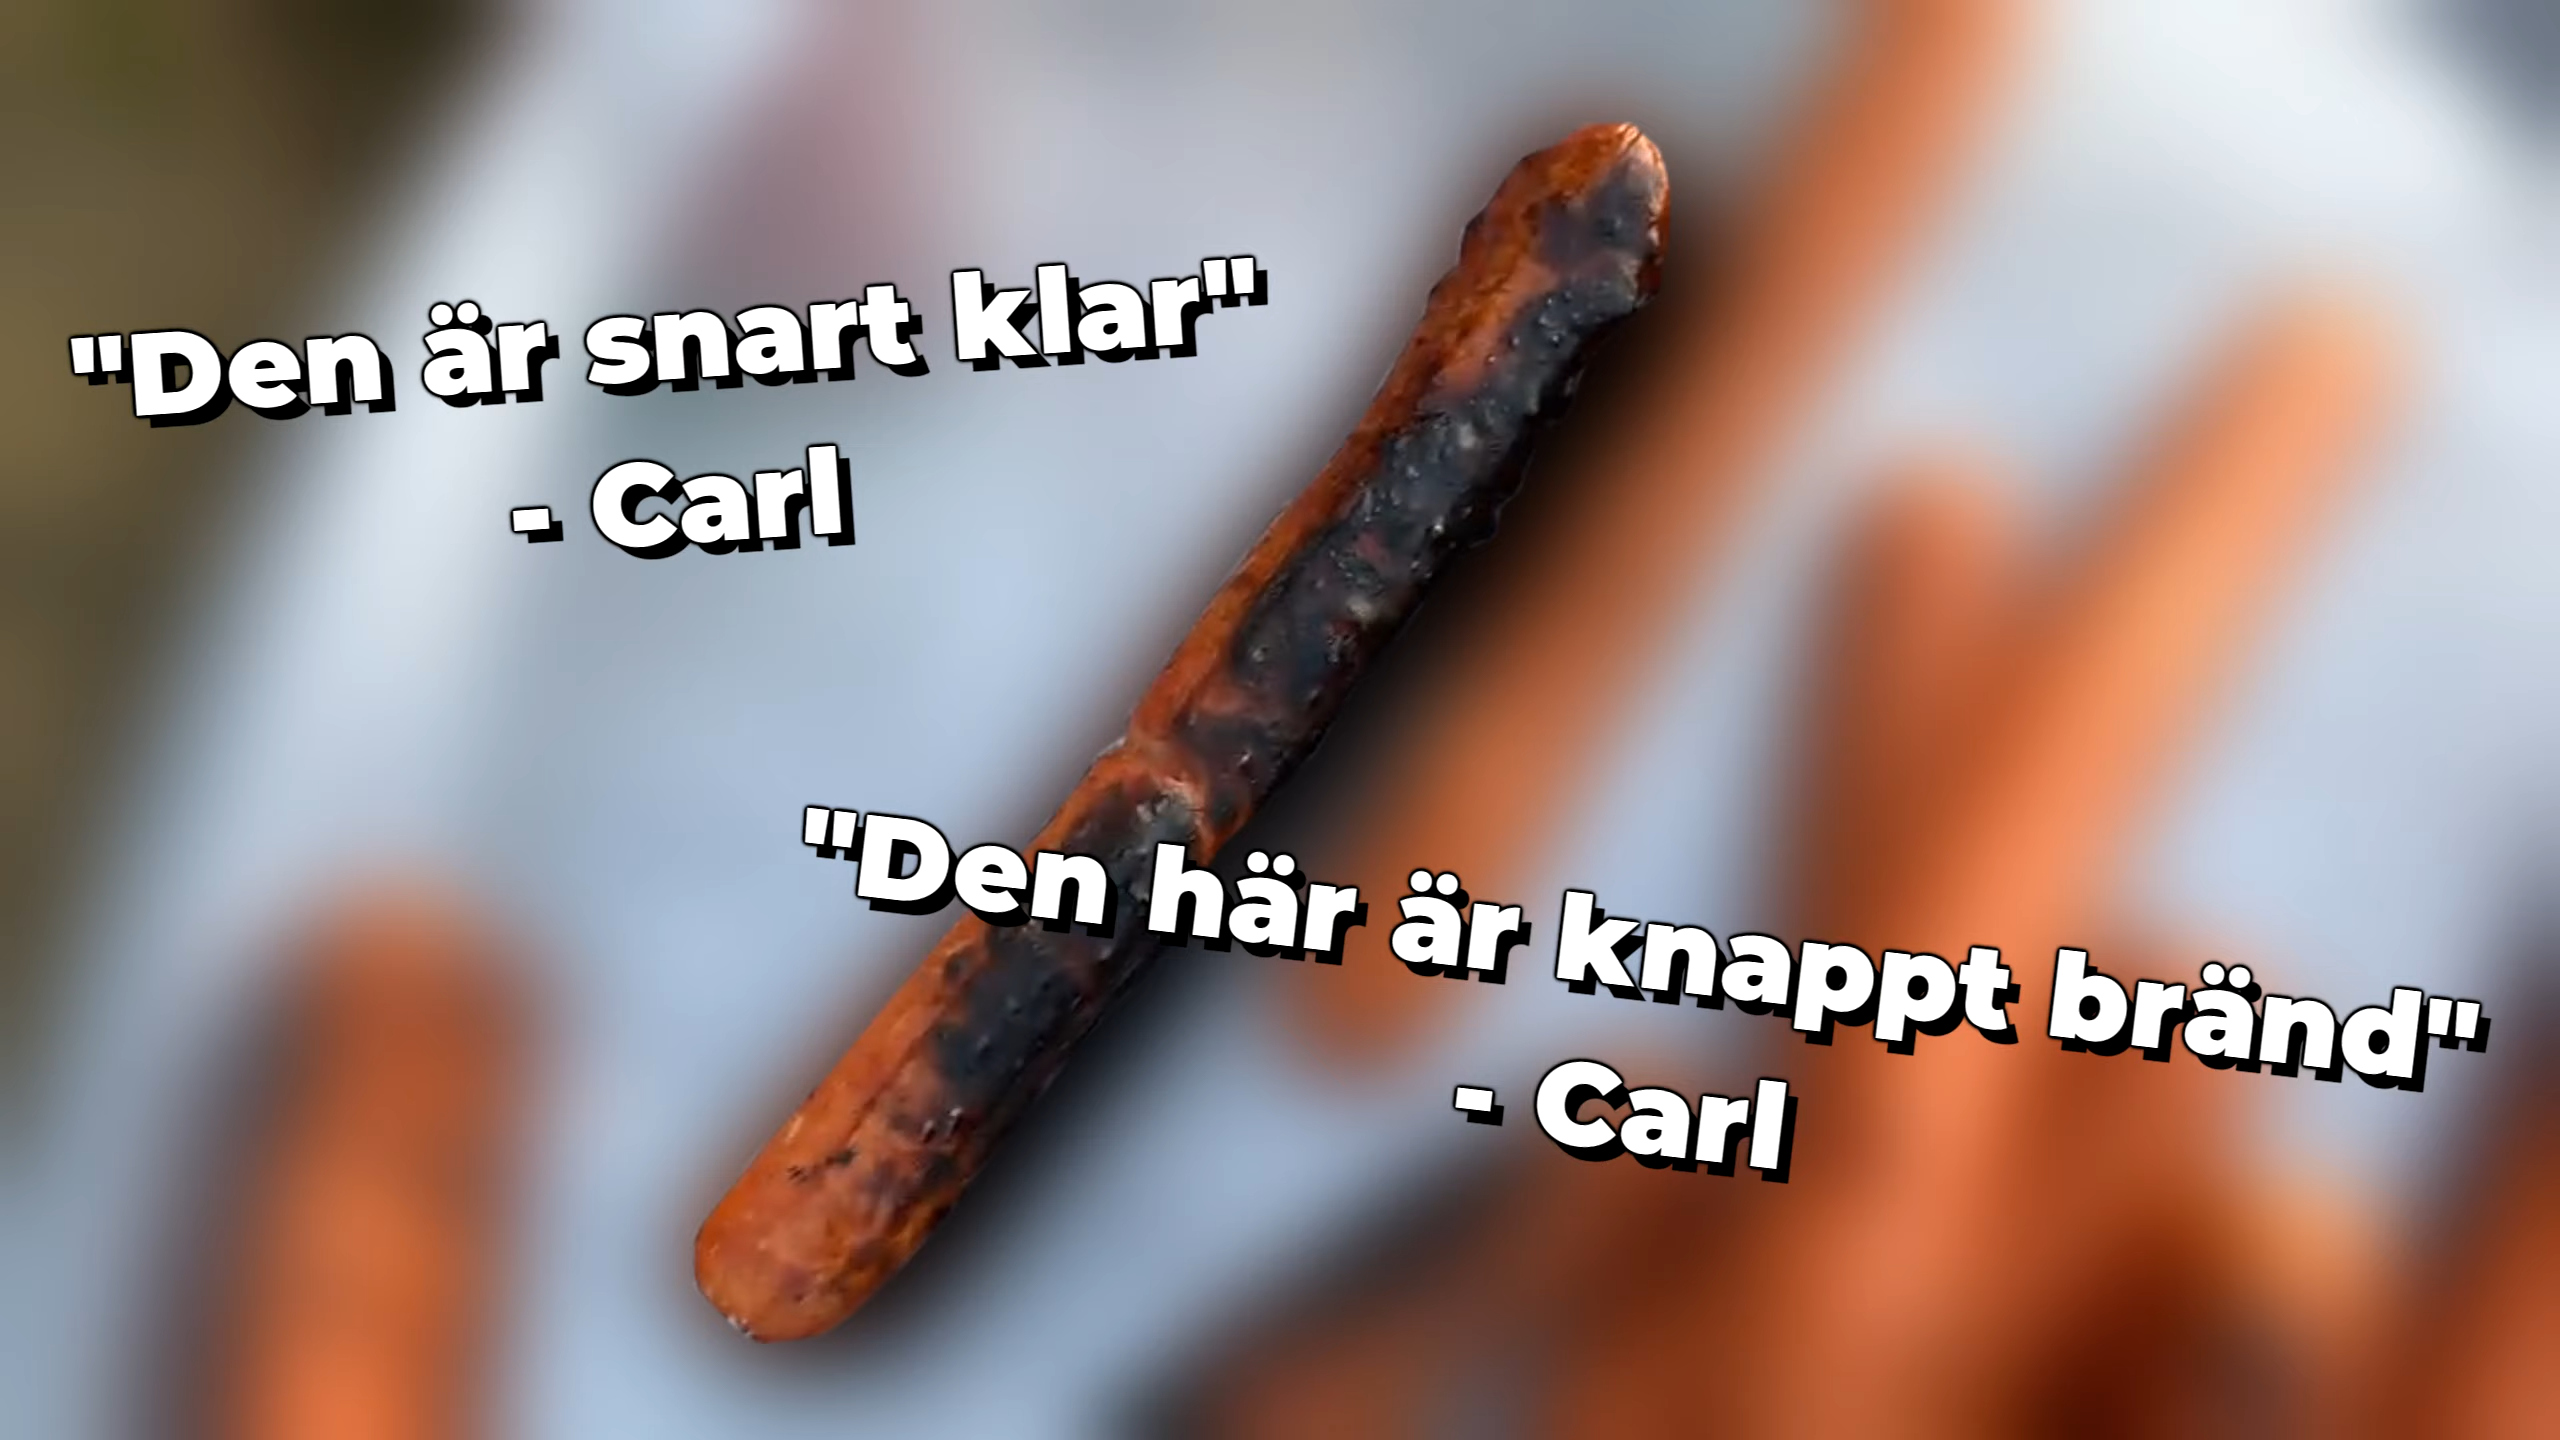 "Den är snart klar"
- Carl
"Den här är knappt bränd"
- Carl